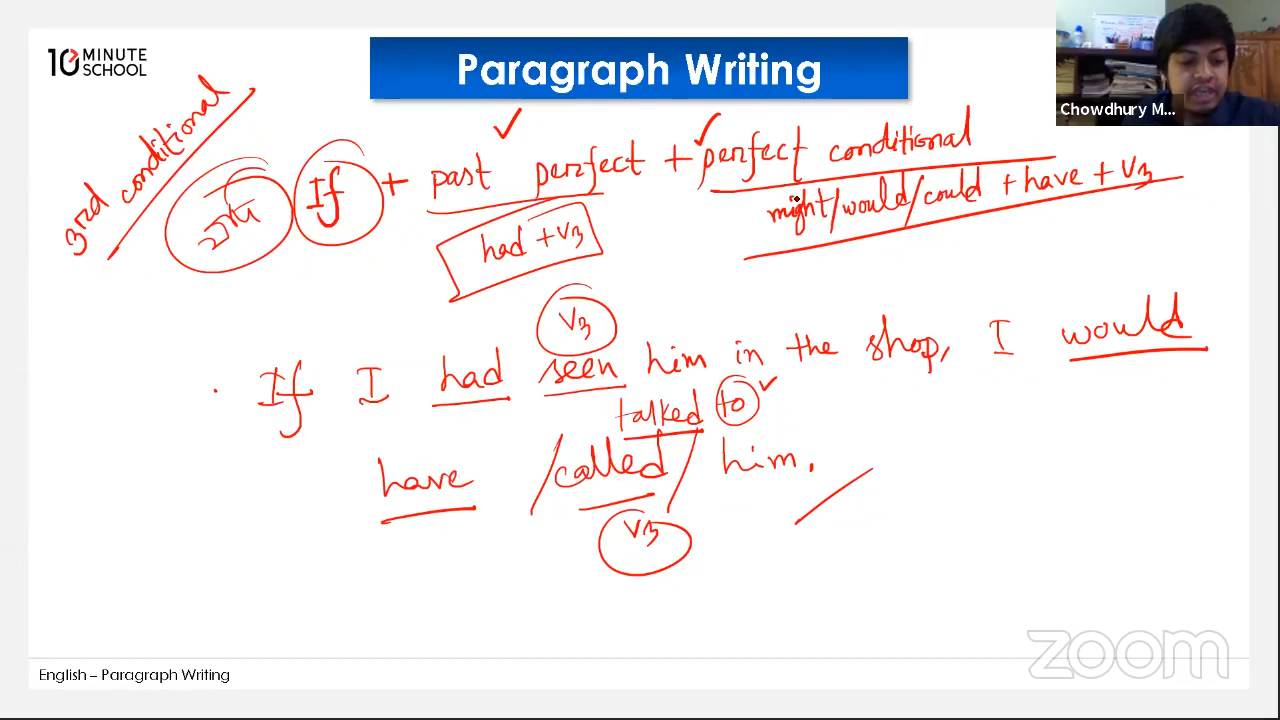 10 MINUTE
SCHOOL
Paragraph Writing
Chowdhury M...
3rd conditional
যদি If + past perfect + perfect conditional
had + V3
might/would/could + have + V3
V3
If I had seen him in the shop, I would
talked to
have /called/ him.
V3
zoom
English – Paragraph Writing